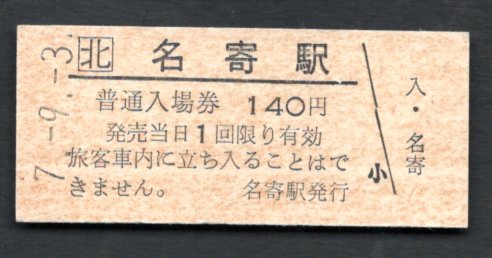 7.-9.-3
北 名寄駅
普通入場券 140円
発売当日1回限り有効
旅客車内に立ち入ることはで
きません。 名寄駅発行
小
入・名寄